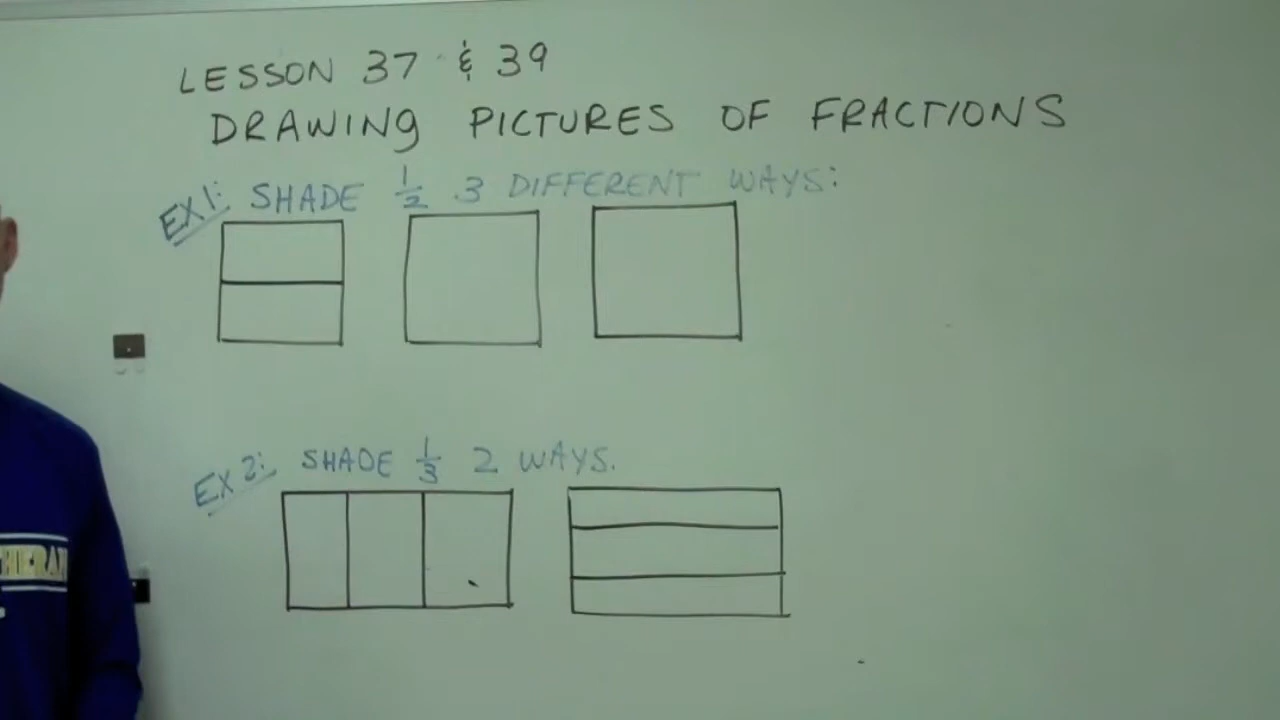 LESSON 37 & 39
DRAWING PICTURES OF FRACTIONS
EX 1: SHADE 1/2 3 DIFFERENT WAYS:
EX 2: SHADE 1/3 2 WAYS.